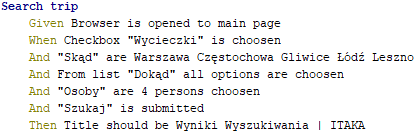 Search trip
Given Browser is opened to main page
When Checkbox "Wycieczki" is choosen
And "Skąd" are Warszawa Częstochowa Gliwice Łódź Leszno
And From list "Dokąd" all options are choosen
And "Osoby" are 4 persons choosen
And "Szukaj" is submitted
Then Title should be Wyniki Wyszukiwania | ITAKA